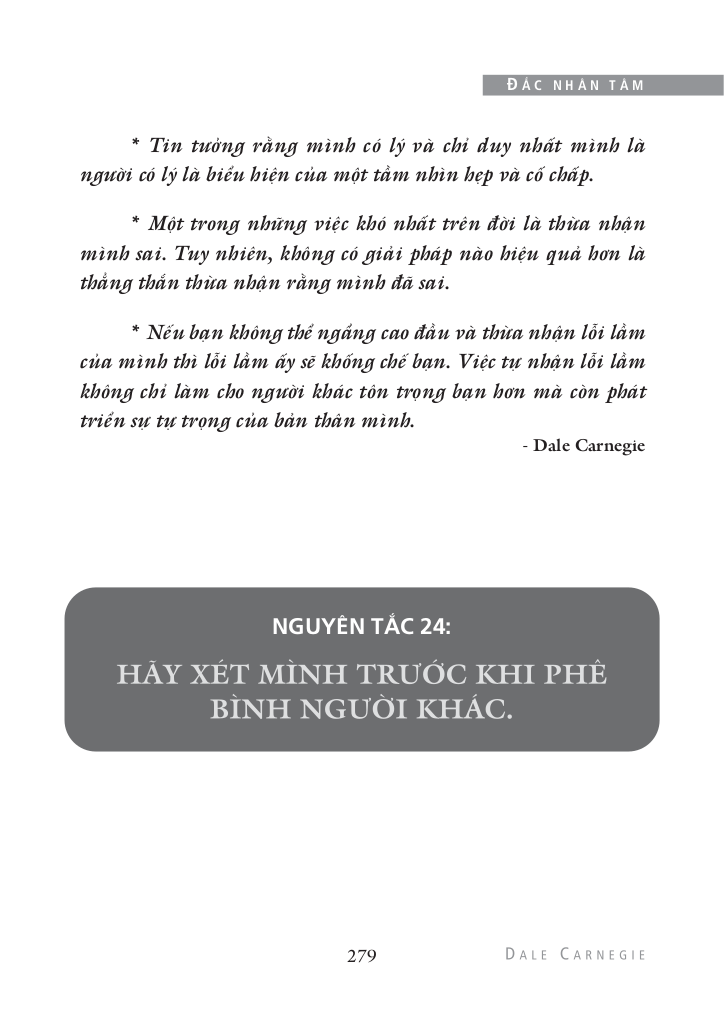 ĐẮC NHÂN TÂM
* Tin tưởng rằng mình có lý và chỉ duy nhất mình là
người có lý là biểu hiện của một tầm nhìn hẹp và cố chấp.
* Một trong những việc khó nhất trên đời là thừa nhận
mình sai. Tuy nhiên, không có giải pháp nào hiệu quả hơn là
thẳng thắn thừa nhận rằng mình đã sai.
* Nếu bạn không thể ngẩng cao đầu và thừa nhận lỗi lầm
của mình thì lỗi lầm ấy sẽ khống chế bạn. Việc tự nhận lỗi lầm
không chỉ làm cho người khác tôn trọng bạn hơn mà còn phát
triển sự tự trọng của bản thân mình.
- Dale Carnegie
NGUYÊN TẮC 24:
HÃY XÉT MÌNH TRƯỚC KHI PHÊ
BÌNH NGƯỜI KHÁC.
279
DALE CARNEGIE